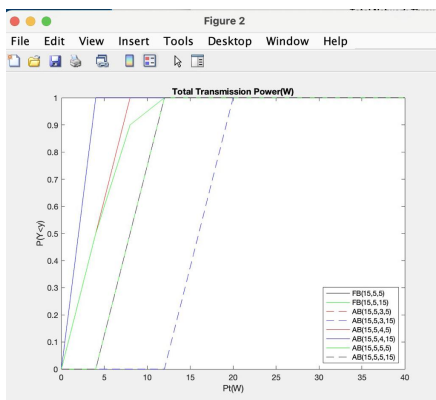 Figure 2
File Edit View Insert Tools Desktop Window Help
Total Transmission Power(W)
1
0.9
0.8
0.7
0.6
0.5
0.4
0.3
0.2
0.1
0
P(Y<y)
0 5 10 15 20 25 30 35 40
Pt(W)
FB(15,5,5)
FB(15,5,15)
AB(15,5,3,5)
AB(15,5,3,15)
AB(15,5,4,5)
AB(15,5,4,15)
AB(15,5,5,5)
AB(15,5,5,15)